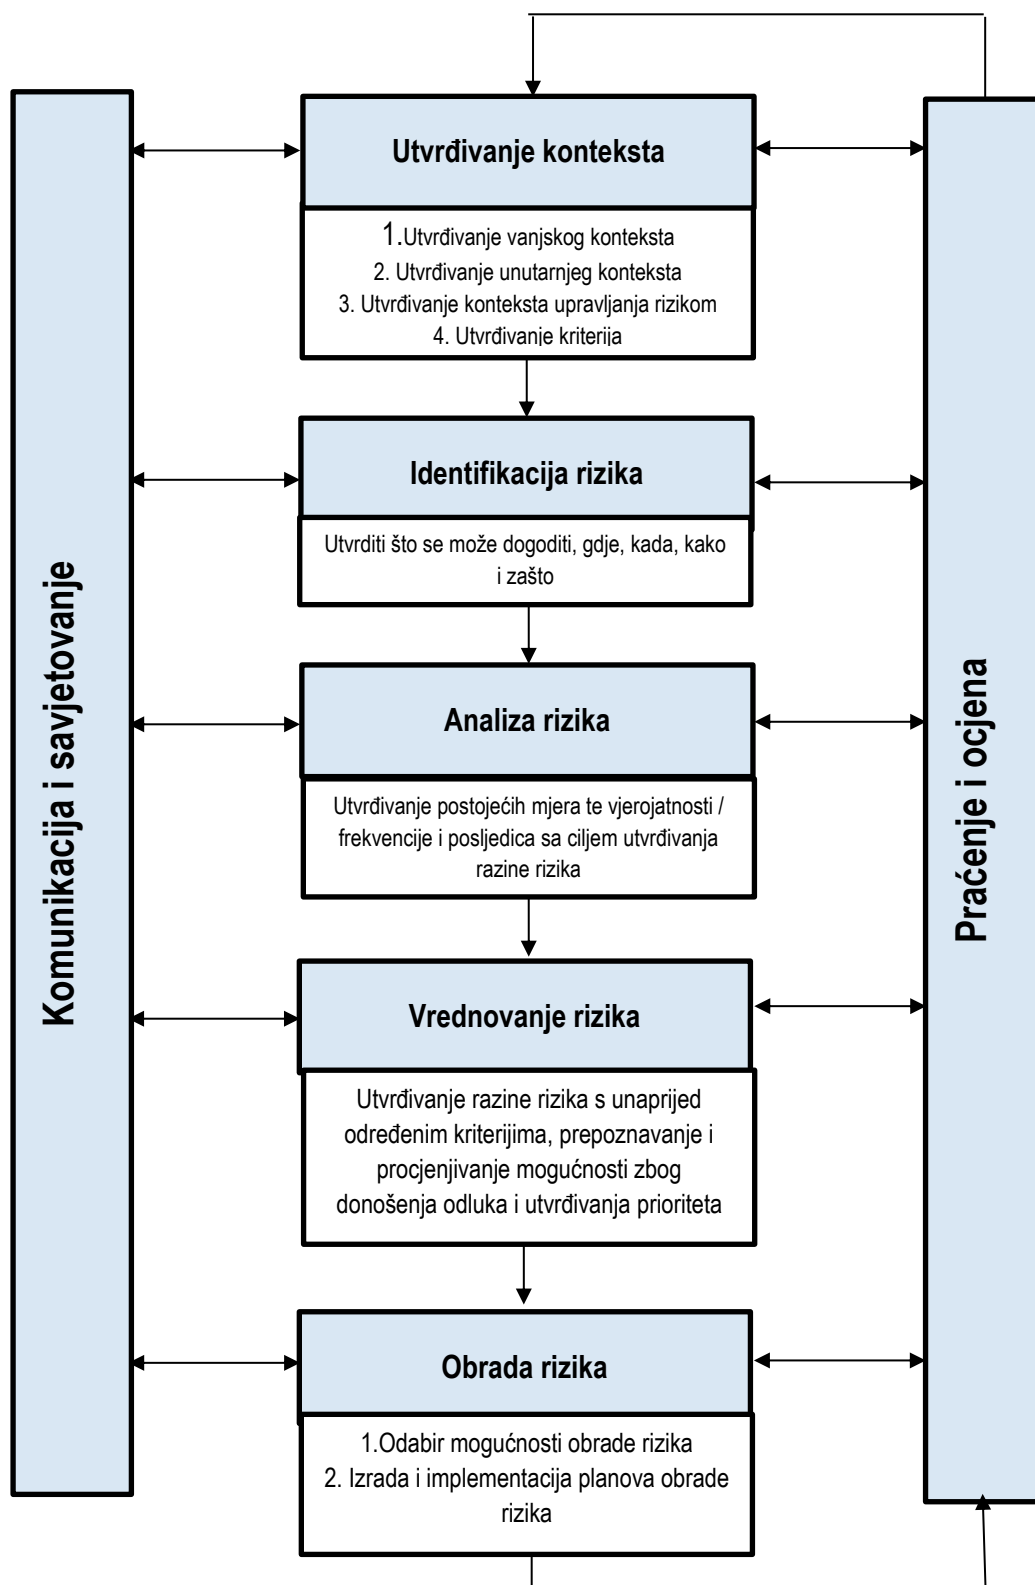 Komunikacija i savjetovanje
Utvrđivanje konteksta
1.Utvrđivanje vanjskog konteksta
2. Utvrđivanje unutarnjeg konteksta
3. Utvrđivanje konteksta upravljanja rizikom
4. Utvrđivanje kriterija
Identifikacija rizika
Utvrditi što se može dogoditi, gdje, kada, kako
i zašto
Analiza rizika
Utvrđivanje postojećih mjera te vjerojatnosti /
frekvencije i posljedica sa ciljem utvrđivanja
razine rizika
Vrednovanje rizika
Utvrđivanje razine rizika s unaprijed
određenim kriterijima, prepoznavanje i
procjenjivanje mogućnosti zbog
donošenja odluka i utvrđivanja prioriteta
Obrada rizika
1.Odabir mogućnosti obrade rizika
2. Izrada i implementacija planova obrade
rizika
Praćenje i ocjena